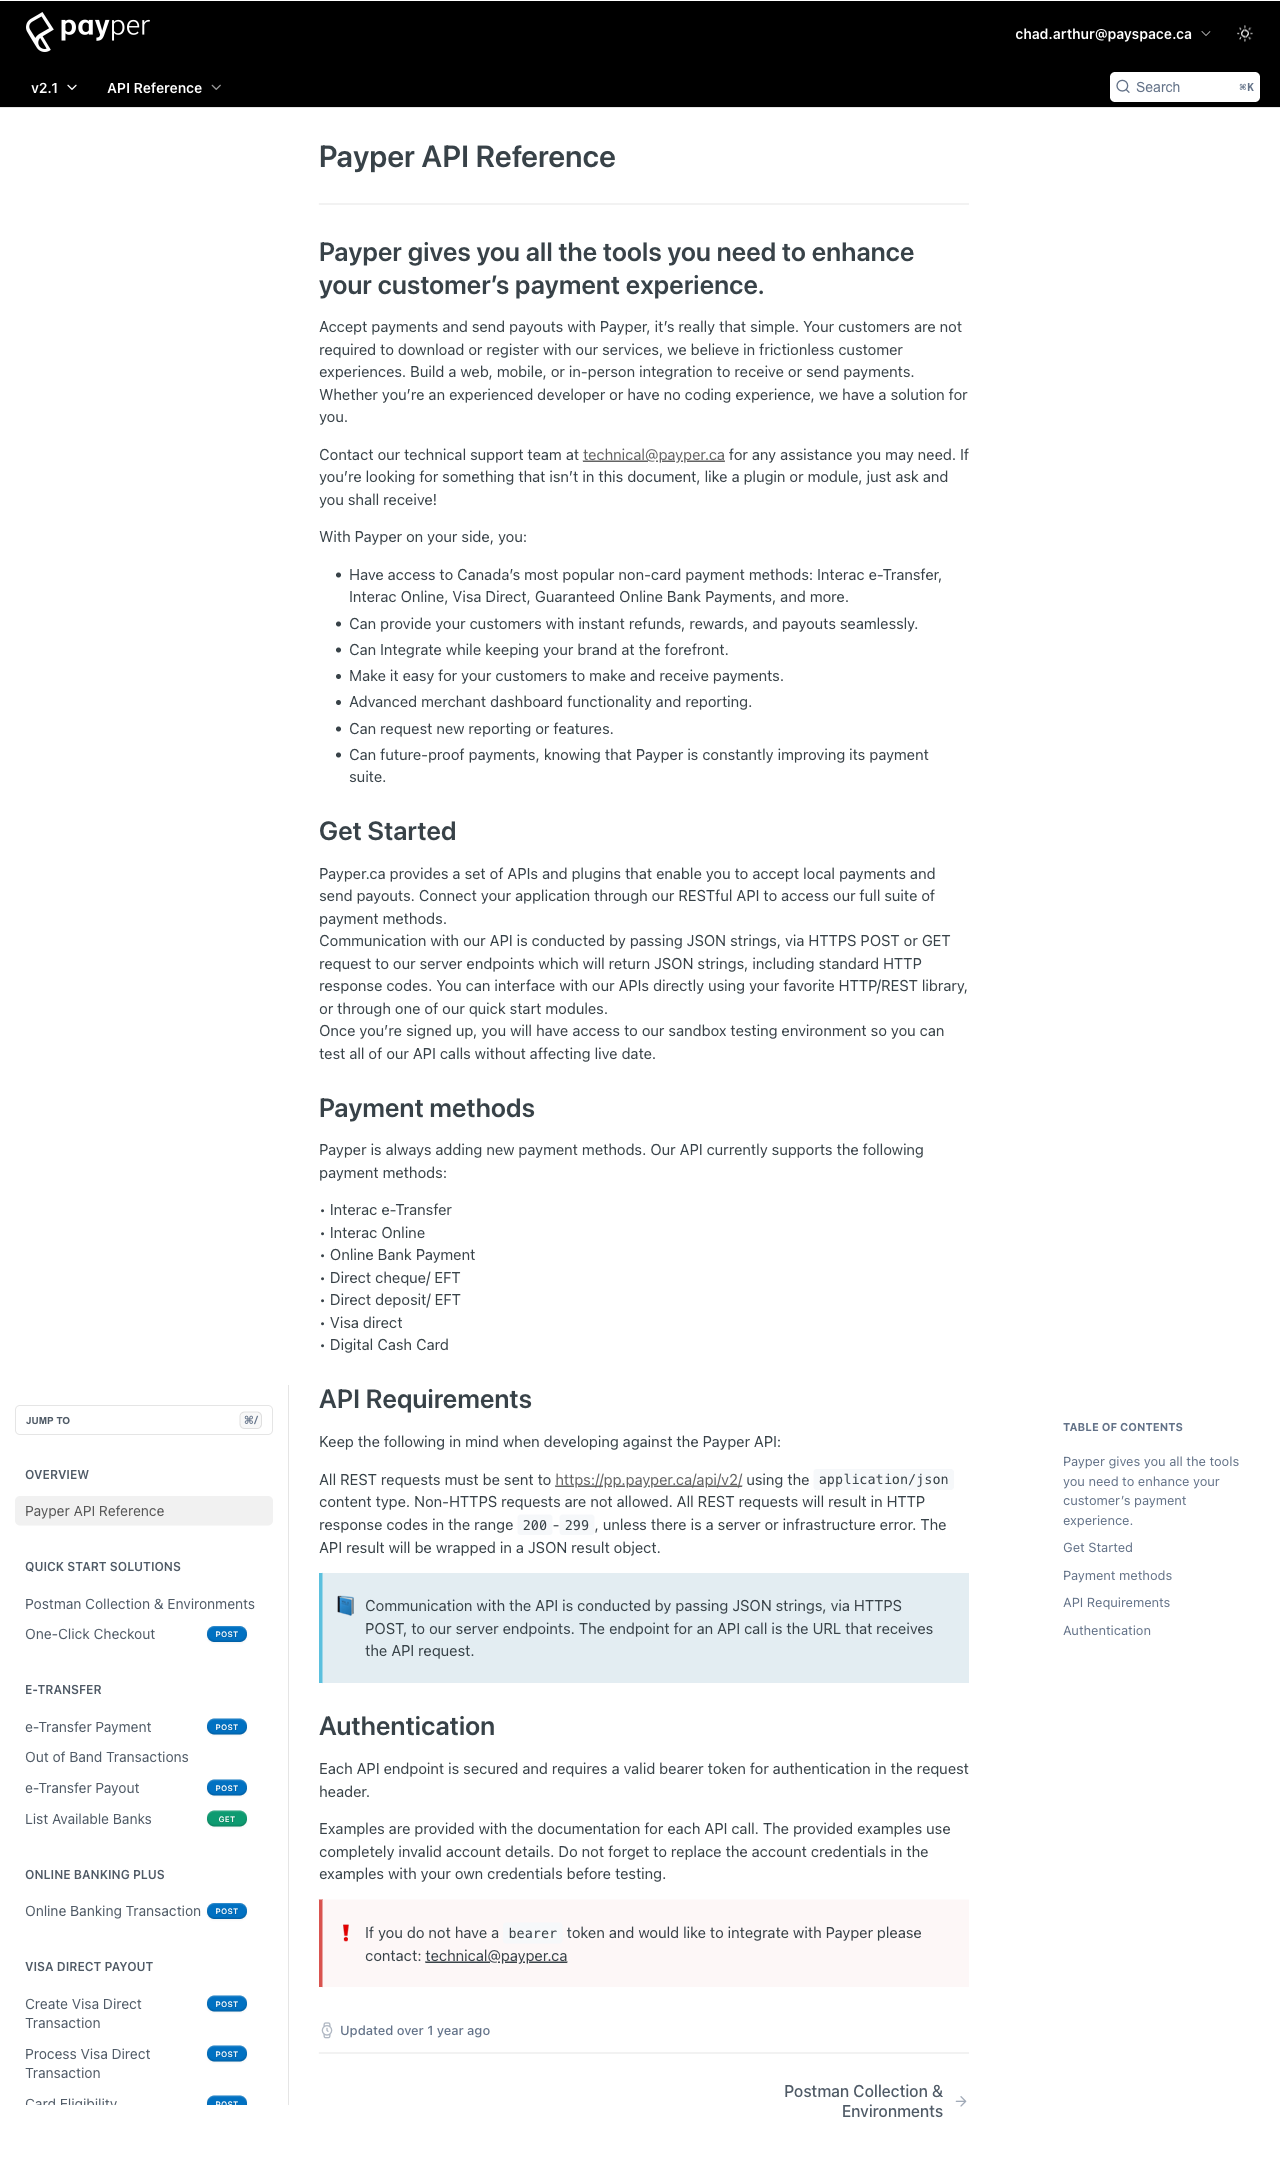 payper
chad.arthur@payspace.ca
v2.1
API Reference
Search
⌘K
Payper API Reference
Payper gives you all the tools you need to enhance
your customer’s payment experience.
Accept payments and send payouts with Payper, it’s really that simple. Your customers are not
required to download or register with our services, we believe in frictionless customer
experiences. Build a web, mobile, or in-person integration to receive or send payments.
Whether you’re an experienced developer or have no coding experience, we have a solution for
you.
Contact our technical support team at technical@payper.ca for any assistance you may need. If
you’re looking for something that isn’t in this document, like a plugin or module, just ask and
you shall receive!
With Payper on your side, you:
• Have access to Canada’s most popular non-card payment methods: Interac e-Transfer,
Interac Online, Visa Direct, Guaranteed Online Bank Payments, and more.
• Can provide your customers with instant refunds, rewards, and payouts seamlessly.
• Can Integrate while keeping your brand at the forefront.
• Make it easy for your customers to make and receive payments.
• Advanced merchant dashboard functionality and reporting.
• Can request new reporting or features.
• Can future-proof payments, knowing that Payper is constantly improving its payment
suite.
Get Started
Payper.ca provides a set of APIs and plugins that enable you to accept local payments and
send payouts. Connect your application through our RESTful API to access our full suite of
payment methods.
Communication with our API is conducted by passing JSON strings, via HTTPS POST or GET
request to our server endpoints which will return JSON strings, including standard HTTP
response codes. You can interface with our APIs directly using your favorite HTTP/REST library,
or through one of our quick start modules.
Once you’re signed up, you will have access to our sandbox testing environment so you can
test all of our API calls without affecting live date.
Payment methods
Payper is always adding new payment methods. Our API currently supports the following
payment methods:
• Interac e-Transfer
• Interac Online
• Online Bank Payment
• Direct cheque/ EFT
• Direct deposit/ EFT
• Visa direct
• Digital Cash Card
API Requirements
Keep the following in mind when developing against the Payper API:
All REST requests must be sent to https://pp.payper.ca/api/v2/ using the application/json
content type. Non-HTTPS requests are not allowed. All REST requests will result in HTTP
response codes in the range 200-299, unless there is a server or infrastructure error. The
API result will be wrapped in a JSON result object.
Communication with the API is conducted by passing JSON strings, via HTTPS
POST, to our server endpoints. The endpoint for an API call is the URL that receives
the API request.
Authentication
Each API endpoint is secured and requires a valid bearer token for authentication in the request
header.
Examples are provided with the documentation for each API call. The provided examples use
completely invalid account details. Do not forget to replace the account credentials in the
examples with your own credentials before testing.
If you do not have a bearer token and would like to integrate with Payper please
contact: technical@payper.ca
Updated over 1 year ago
Postman Collection &
Environments
JUMP TO
⌘/
OVERVIEW
Payper API Reference
QUICK START SOLUTIONS
Postman Collection & Environments
One-Click Checkout POST
E-TRANSFER
e-Transfer Payment POST
Out of Band Transactions
e-Transfer Payout POST
List Available Banks GET
ONLINE BANKING PLUS
Online Banking Transaction POST
VISA DIRECT PAYOUT
Create Visa Direct POST
Transaction
Process Visa Direct POST
Transaction
Card Eligibility POST
TABLE OF CONTENTS
Payper gives you all the tools
you need to enhance your
customer’s payment
experience.
Get Started
Payment methods
API Requirements
Authentication